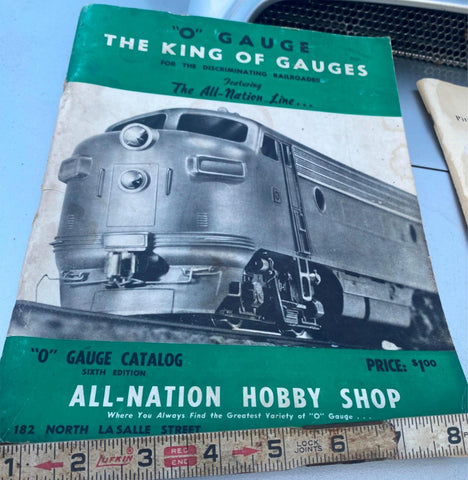 "O" GAUGE
THE KING OF GAUGES
FOR THE DISCRIMINATING RAILROADER
Featuring
The All-Nation Line...
"O" GAUGE CATALOG
SIXTH EDITION
PRICE: $1.00
ALL-NATION HOBBY SHOP
Where You Always Find the Greatest Variety of "O" Gauge . . .
182 NORTH LA SALLE STREET
1 2 LUFKIN 3 4 RED END 5 LOCK JOINTS 6 7 8